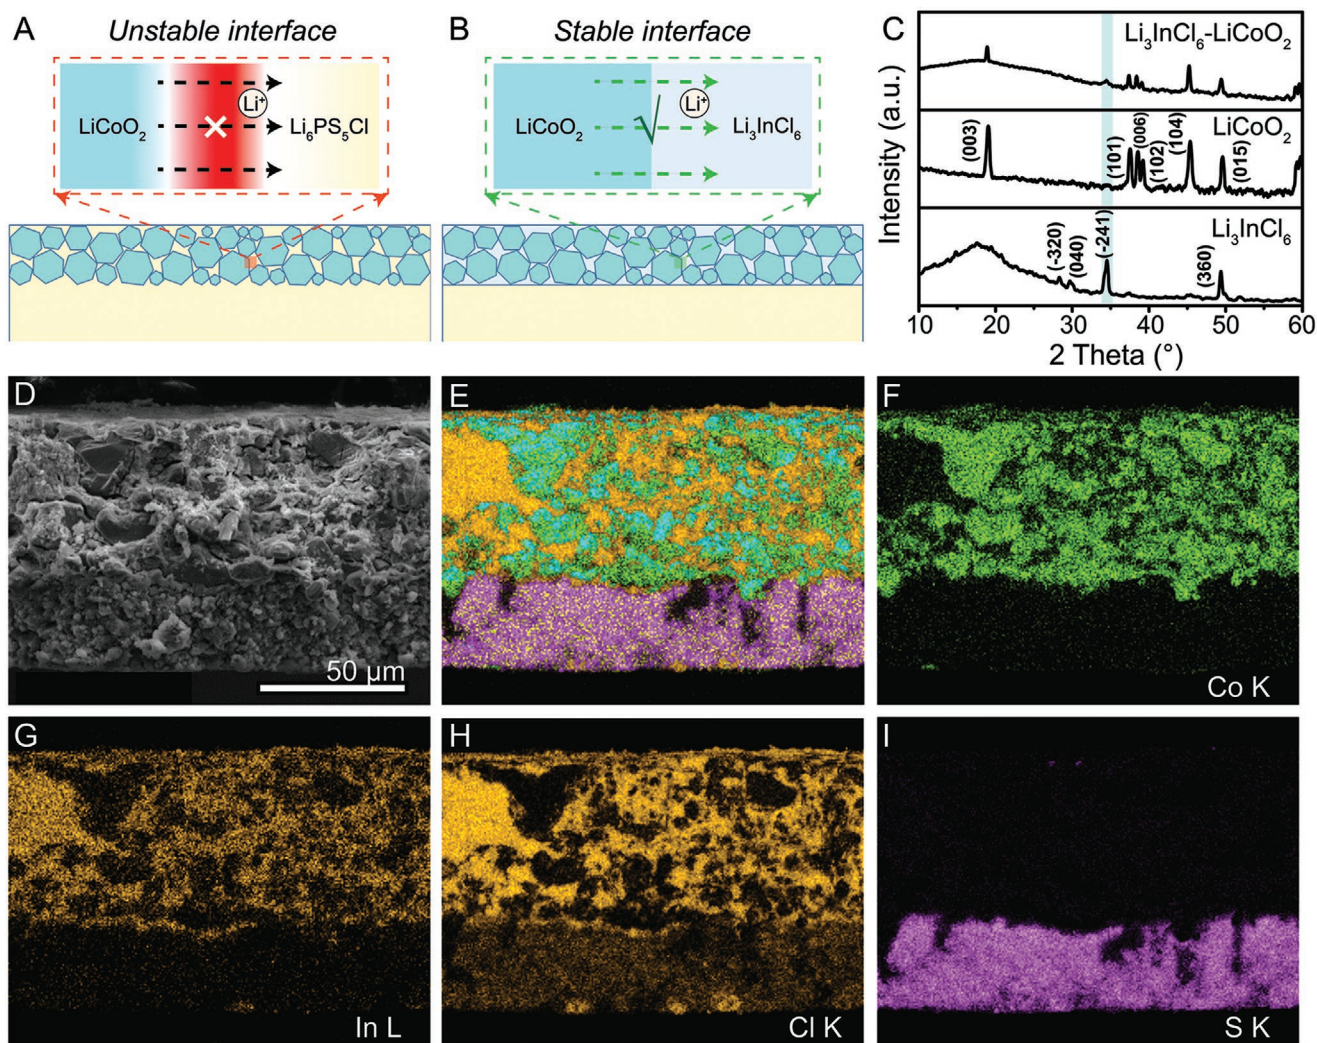 A
Unstable interface
LiCoO₂
Li⁺
Li₆PS₅Cl
B
Stable interface
LiCoO₂
Li⁺
Li₃InCl₆
C
Intensity (a.u.)
Li₃InCl₆-LiCoO₂
LiCoO₂
(003)
(101)
(006)
(102)
(104)
(015)
Li₃InCl₆
(-320)
(040)
(-241)
(360)
10 20 30 40 50 60
2 Theta (°)
D
50 µm
E
F
Co K
G
In L
H
Cl K
I
S K